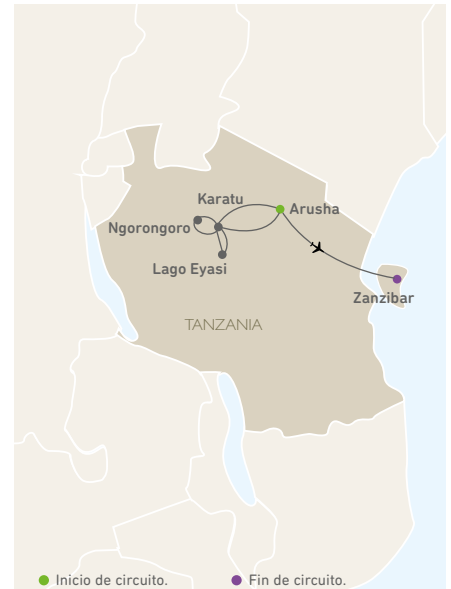 Karatu
Arusha
Ngorongoro
Lago Eyasi
Zanzibar
TANZANIA
Inicio de circuito.
Fin de circuito.